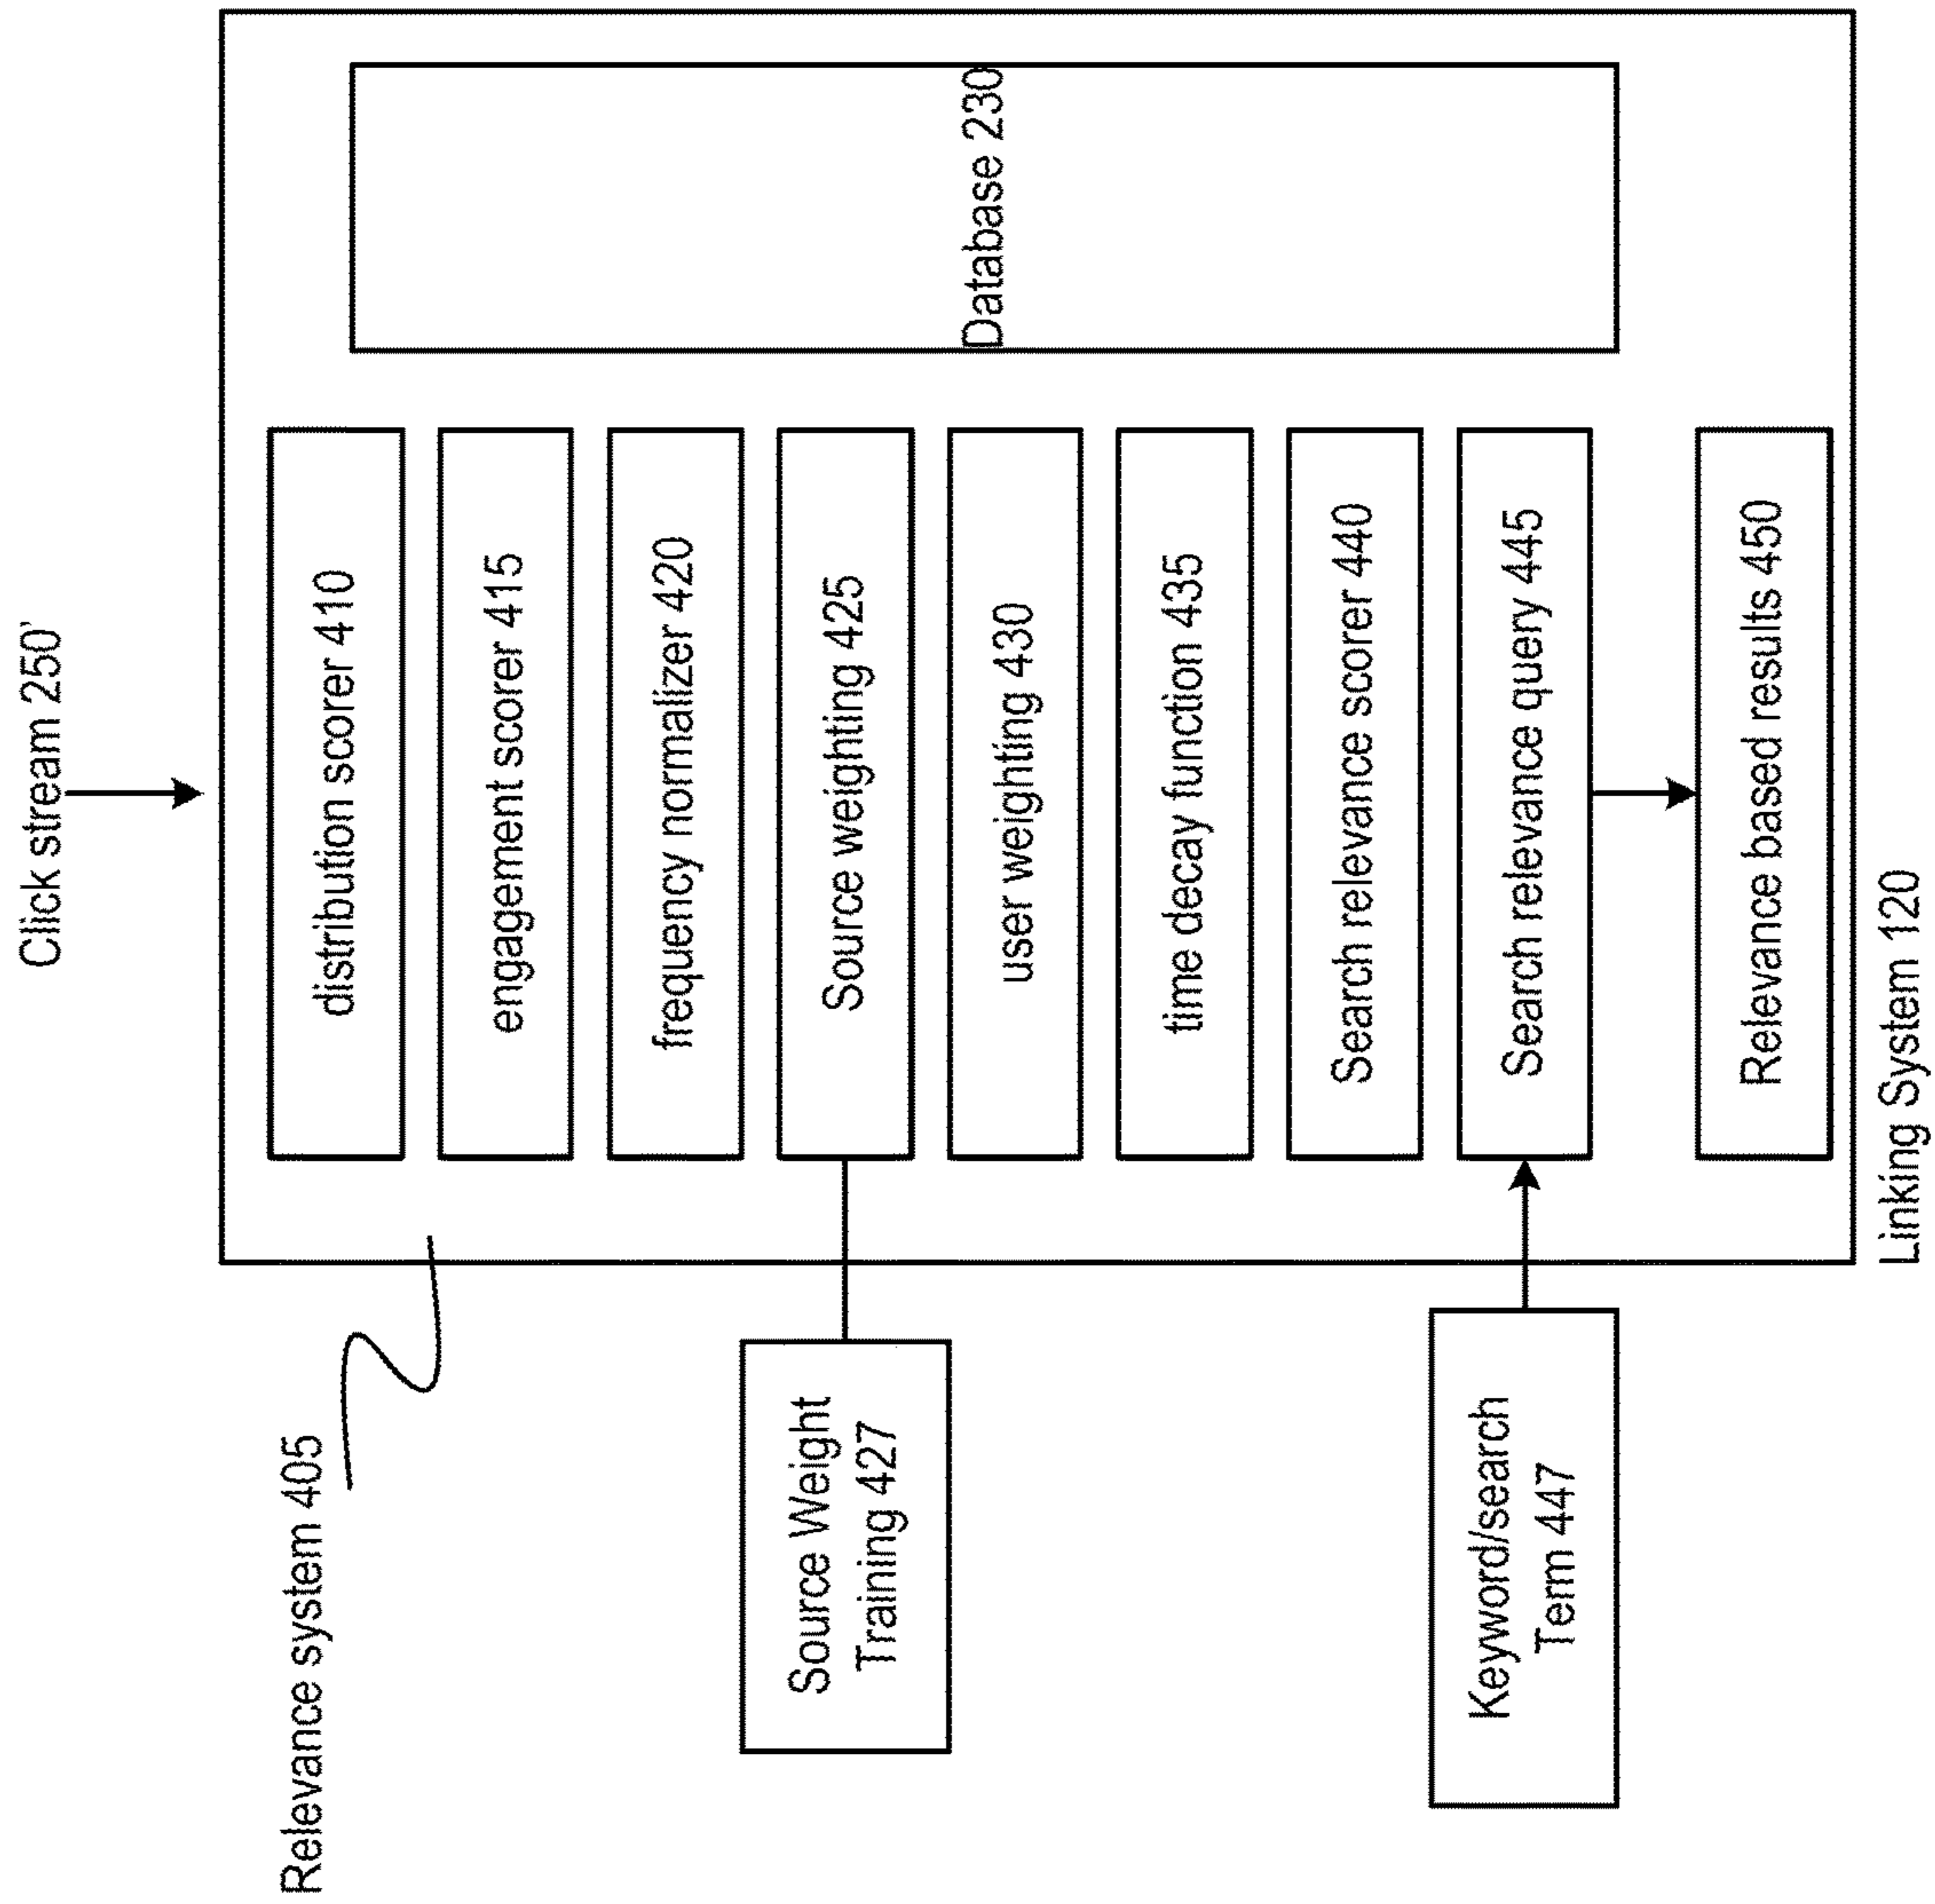 Click stream 250'
Relevance system 405
distribution scorer 410
engagement scorer 415
frequency normalizer 420
Source weighting 425
Source Weight
Training 427
user weighting 430
time decay function 435
Search relevance scorer 440
Search relevance query 445
Keyword/search
Term 447
Relevance based results 450
Database 230
Linking System 120